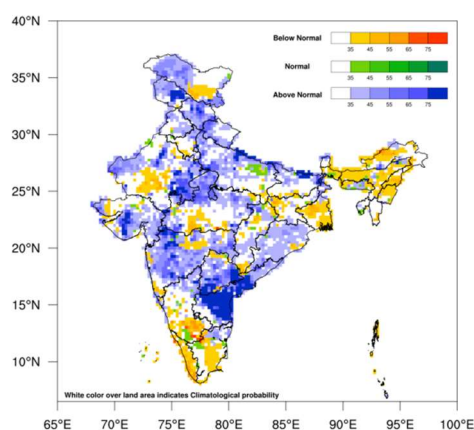 40°N
35°N
30°N
25°N
20°N
15°N
10°N
Below Normal
35 45 55 65 75
Normal
35 45 55 65 75
Above Normal
35 45 55 65 75
White color over land area indicates Climatological probability
65°E 70°E 75°E 80°E 85°E 90°E 95°E 100°E